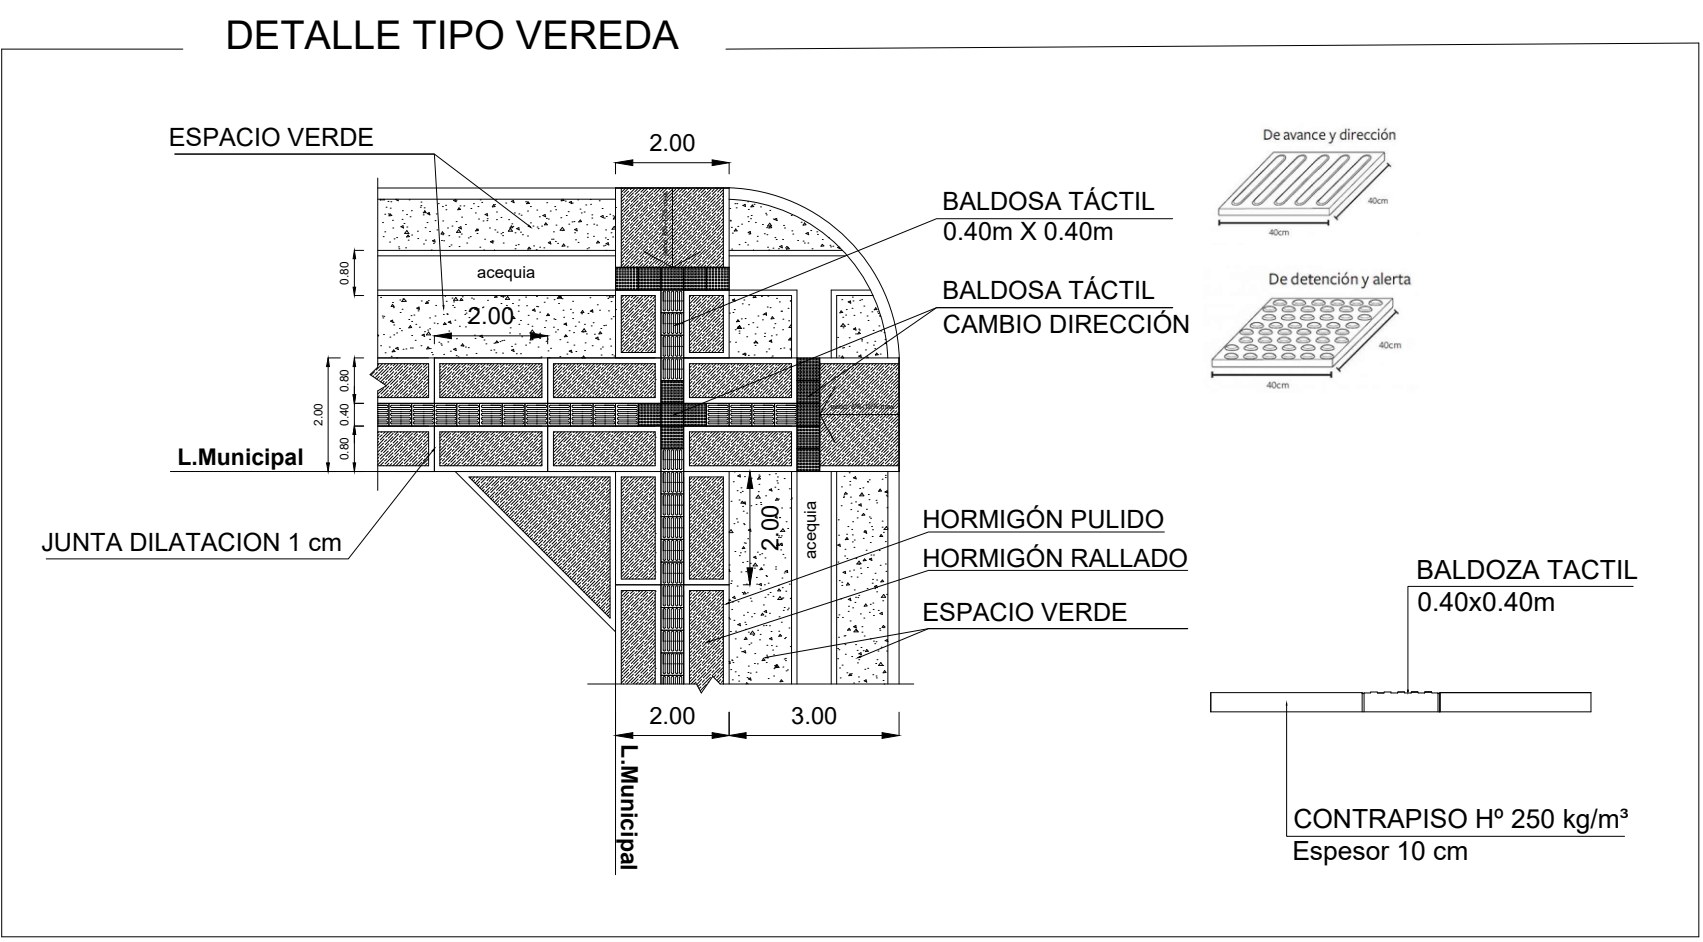 DETALLE TIPO VEREDA
ESPACIO VERDE
2.00
De avance y dirección
40cm
40cm
BALDOSA TÁCTIL
0.40m X 0.40m
acequia
0.80
De detención y alerta
40cm
40cm
BALDOSA TÁCTIL
CAMBIO DIRECCIÓN
2.00
0.80
0.40
0.80
2.00
L.Municipal
JUNTA DILATACION 1 cm
2.00
acequia
HORMIGÓN PULIDO
HORMIGÓN RALLADO
ESPACIO VERDE
BALDOZA TACTIL
0.40x0.40m
2.00
3.00
L.Municipal
CONTRAPISO Hº 250 kg/m³
Espesor 10 cm